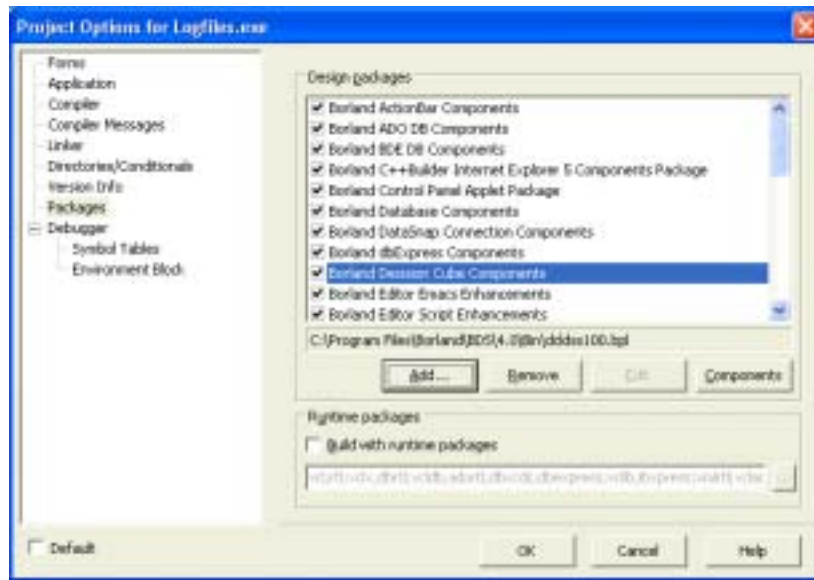 Project Options for Logfiles.exe
Forms
Application
Compiler
Compiler Messages
Linker
Directories/Conditionals
Version Info
Packages
Debugger
Symbol Tables
Environment Block
Design packages
Borland ActionBar Components
Borland ADO DB Components
Borland BDE DB Components
Borland C++Builder Internet Explorer 5 Components Package
Borland Control Panel Applet Package
Borland Database Components
Borland DataSnap Connection Components
Borland dbExpress Components
Borland Decision Cube Components
Borland Editor Emacs Enhancements
Borland Editor Script Enhancements
C:\Program Files\Borland\BDS\4.0\Bin\dcldss100.bpl
Add...
Remove
Edit
Components
Runtime packages
Build with runtime packages
Default
OK
Cancel
Help